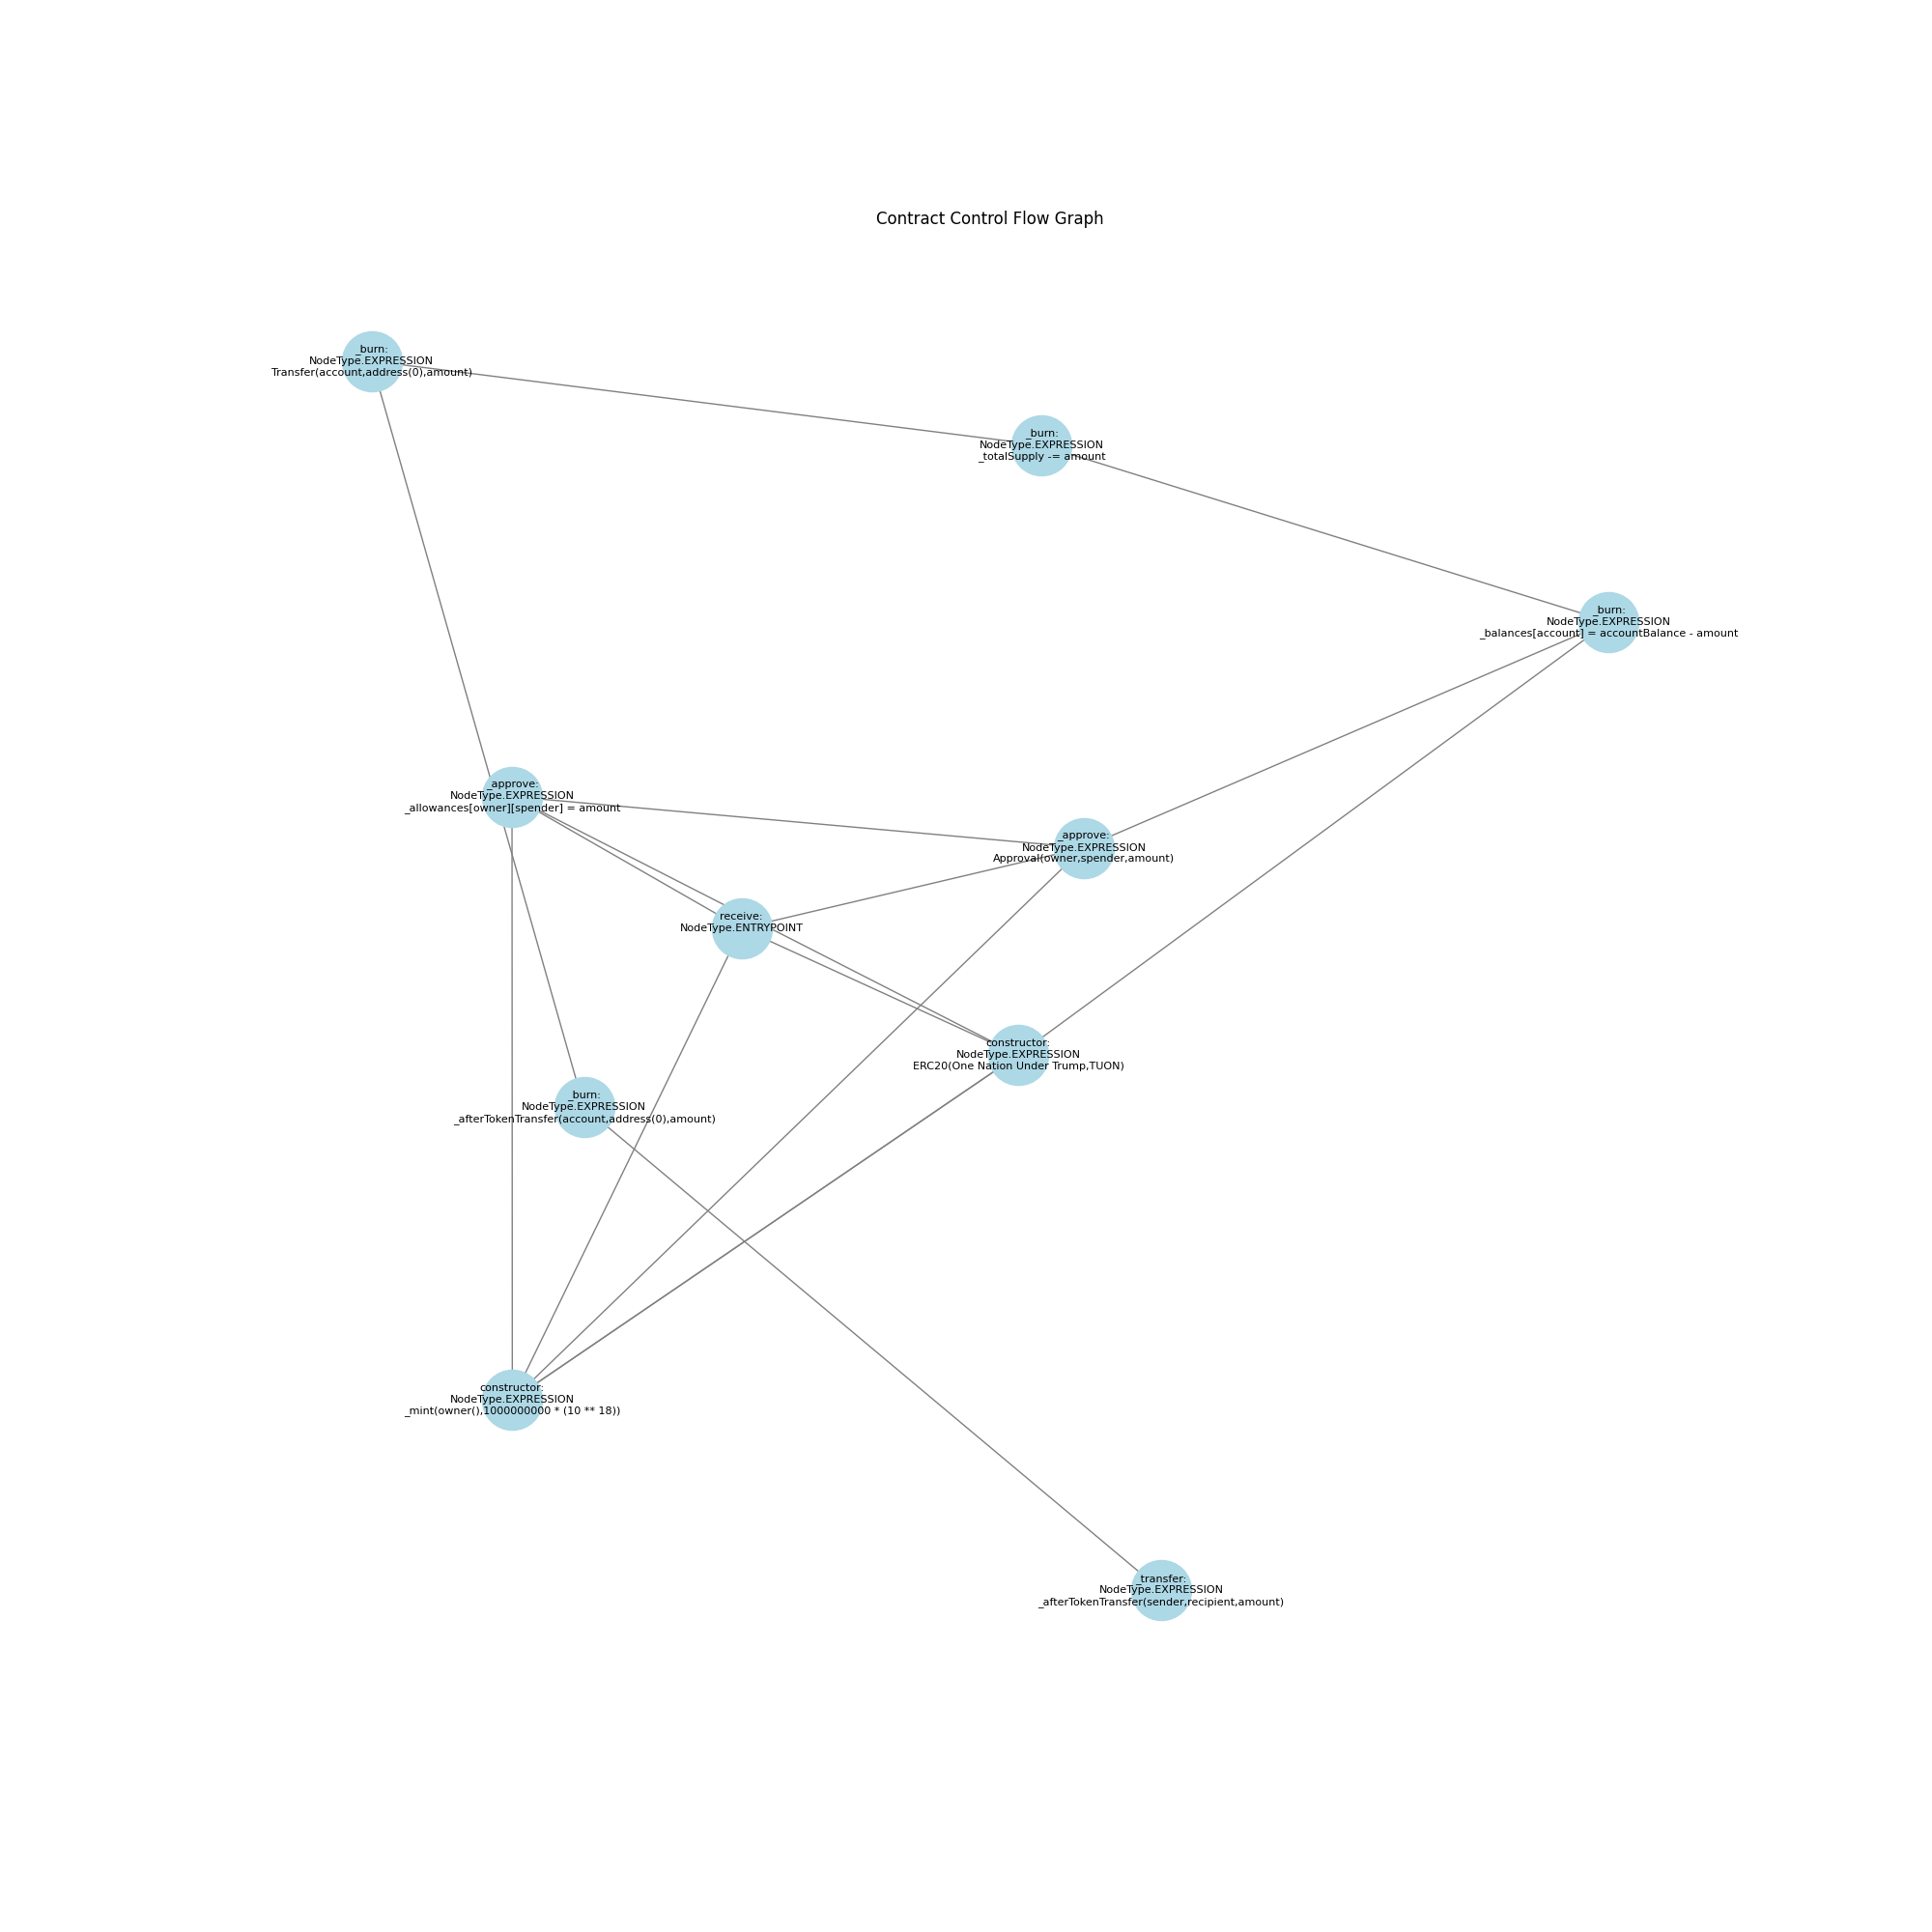 Contract Control Flow Graph
_burn:
NodeType.EXPRESSION
Transfer(account,address(0),amount)
_burn:
NodeType.EXPRESSION
_totalSupply -= amount
_burn:
NodeType.EXPRESSION
_balances[account] = accountBalance - amount
_approve:
NodeType.EXPRESSION
_allowances[owner][spender] = amount
_approve:
NodeType.EXPRESSION
Approval(owner,spender,amount)
receive:
NodeType.ENTRYPOINT
constructor:
NodeType.EXPRESSION
ERC20(One Nation Under Trump,TUON)
_burn:
NodeType.EXPRESSION
_afterTokenTransfer(account,address(0),amount)
constructor:
NodeType.EXPRESSION
_mint(owner(),1000000000 * (10 ** 18))
_transfer:
NodeType.EXPRESSION
_afterTokenTransfer(sender,recipient,amount)